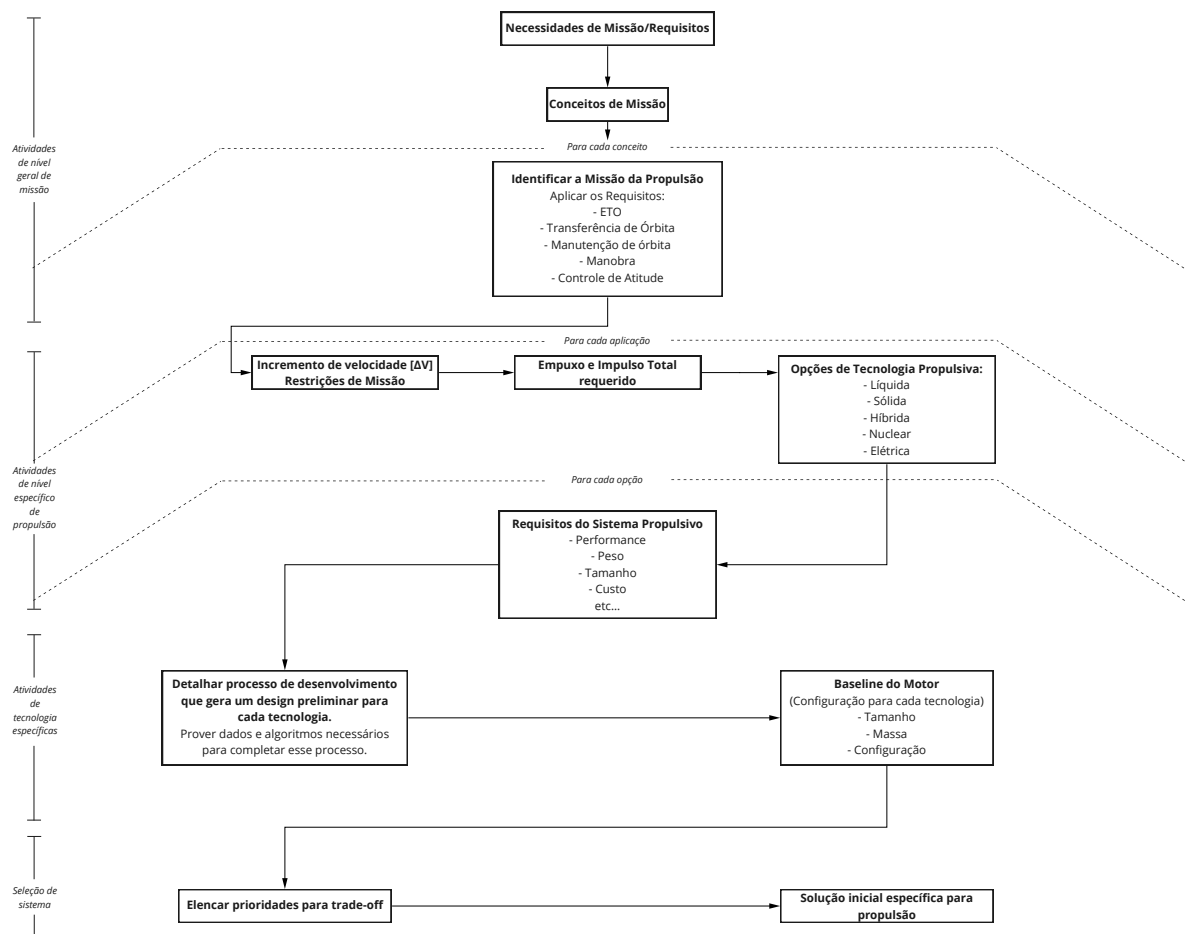 Necessidades de Missão/Requisitos
Conceitos de Missão
Atividades
de nível
geral de
missão
Para cada conceito
Identificar a Missão da Propulsão
Aplicar os Requisitos:
- ETO
- Transferência de Órbita
- Manutenção de órbita
- Manobra
- Controle de Atitude
Para cada aplicação
Incremento de velocidade [ΔV]
Restrições de Missão
Empuxo e Impulso Total
requerido
Opções de Tecnologia Propulsiva:
- Líquida
- Sólida
- Híbrida
- Nuclear
- Elétrica
Atividades
de nível
específico
de
propulsão
Para cada opção
Requisitos do Sistema Propulsivo
- Performance
- Peso
- Tamanho
- Custo
etc...
Atividades
de
tecnologia
específicas
Detalhar processo de desenvolvimento
que gera um design preliminar para
cada tecnologia.
Prover dados e algoritmos necessários
para completar esse processo.
Baseline do Motor
(Configuração para cada tecnologia)
- Tamanho
- Massa
- Configuração
Seleção de
sistema
Elencar prioridades para trade-off
Solução inicial específica para
propulsão